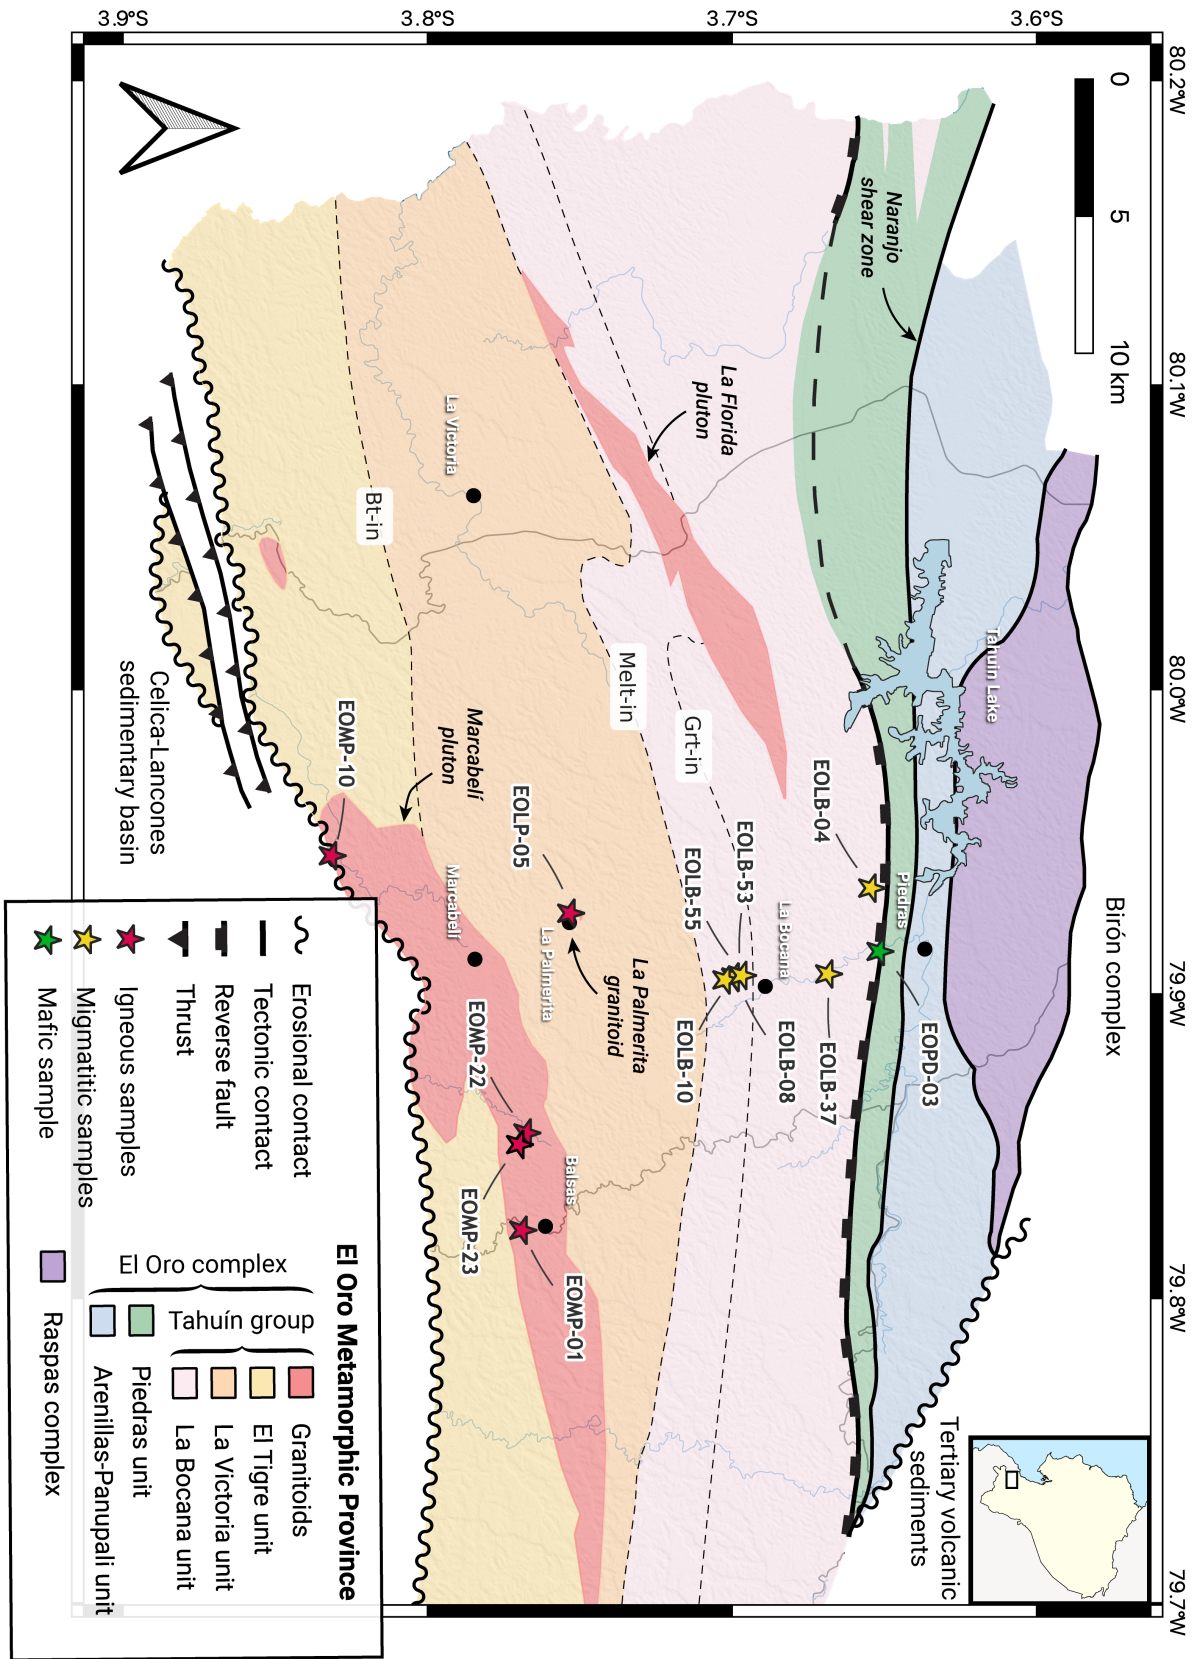 80.2°W
80.1°W
80.0°W
79.9°W
79.8°W
79.7°W
3.6°S
3.7°S
3.8°S
3.9°S
0
5
10 km
Birón complex
Tertiary volcanic
sediments
Tahuín Lake
Naranjo
shear zone
Piedras
EOPD-03
EOLB-04
EOLB-37
La Bocana
EOLB-08
EOLB-53
EOLB-55
EOLB-10
La Florida
pluton
Grt-in
Melt-in
La Palmerita
granitoid
La Palmerita
EOLP-05
Balsas
EOMP-01
La Victoria
Marcabelí
pluton
Marcabelí
EOMP-22
EOMP-23
Bt-in
EOMP-10
Celica-Lancones
sedimentary basin
El Oro Metamorphic Province
Erosional contact
Tectonic contact
Reverse fault
Thrust
Igneous samples
Migmatitic samples
Mafic sample
El Oro complex
Tahuín group
Granitoids
El Tigre unit
La Victoria unit
La Bocana unit
Piedras unit
Arenillas-Panupali unit
Raspas complex